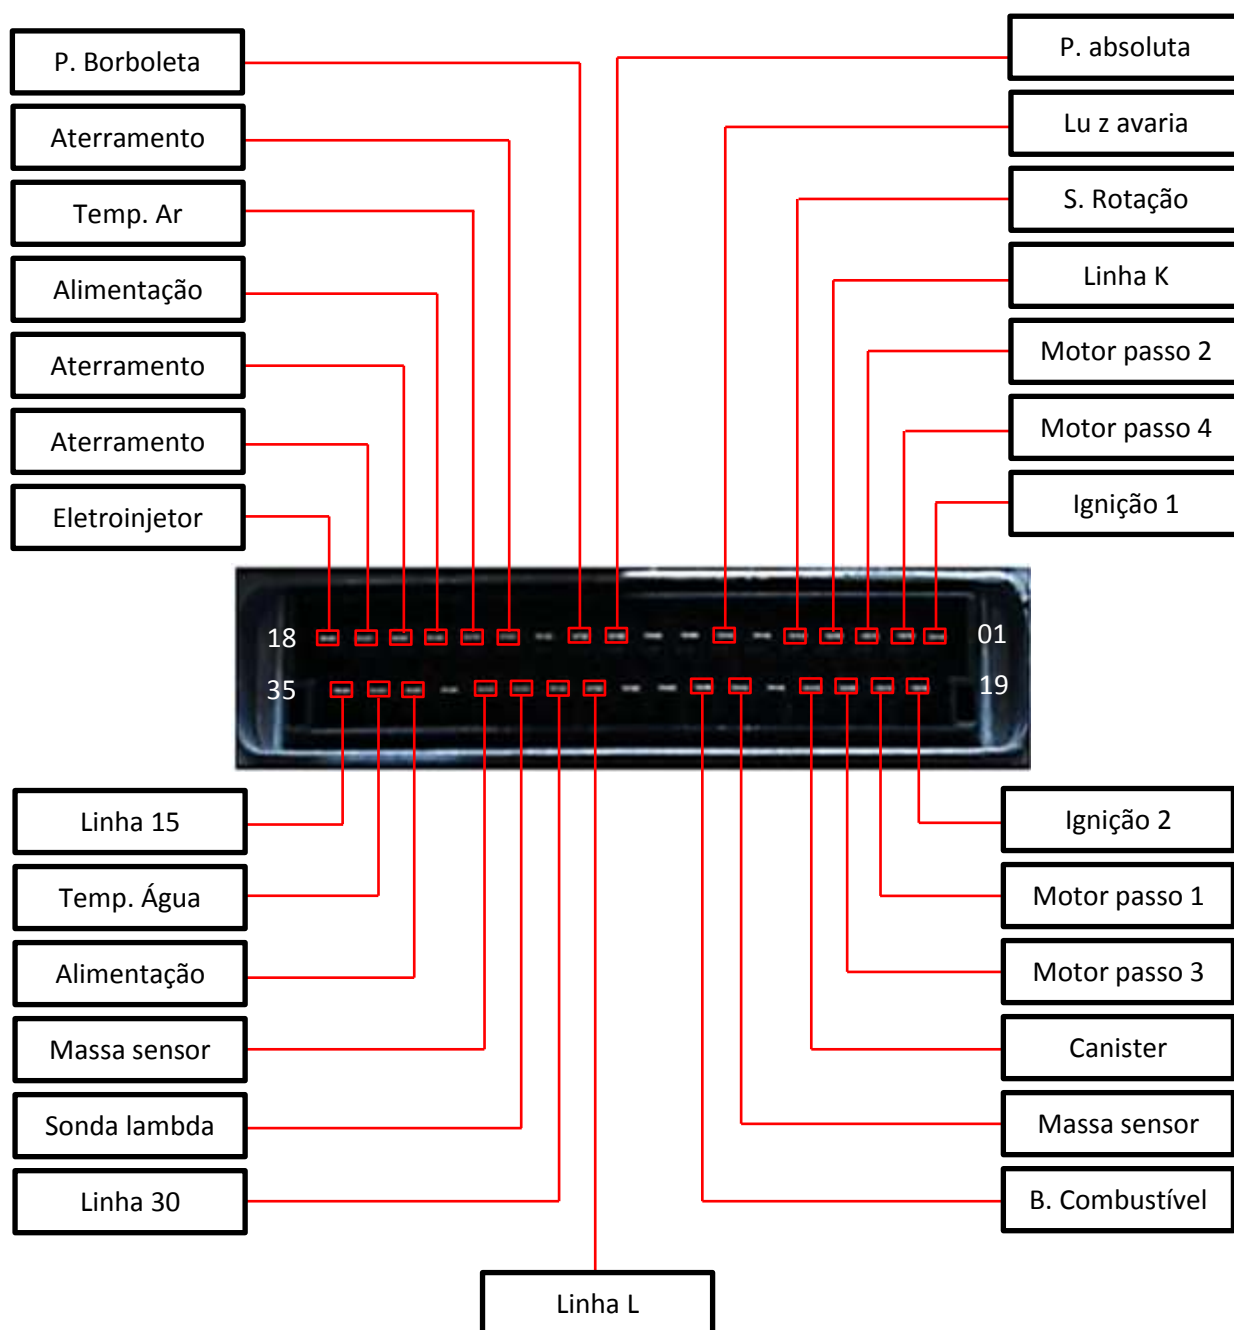 P. Borboleta
Aterramento
Temp. Ar
Alimentação
Aterramento
Aterramento
Eletroinjetor
P. absoluta
Lu z avaria
S. Rotação
Linha K
Motor passo 2
Motor passo 4
Ignição 1
18
01
35
19
Linha 15
Temp. Água
Alimentação
Massa sensor
Sonda lambda
Linha 30
Ignição 2
Motor passo 1
Motor passo 3
Canister
Massa sensor
B. Combustível
Linha L